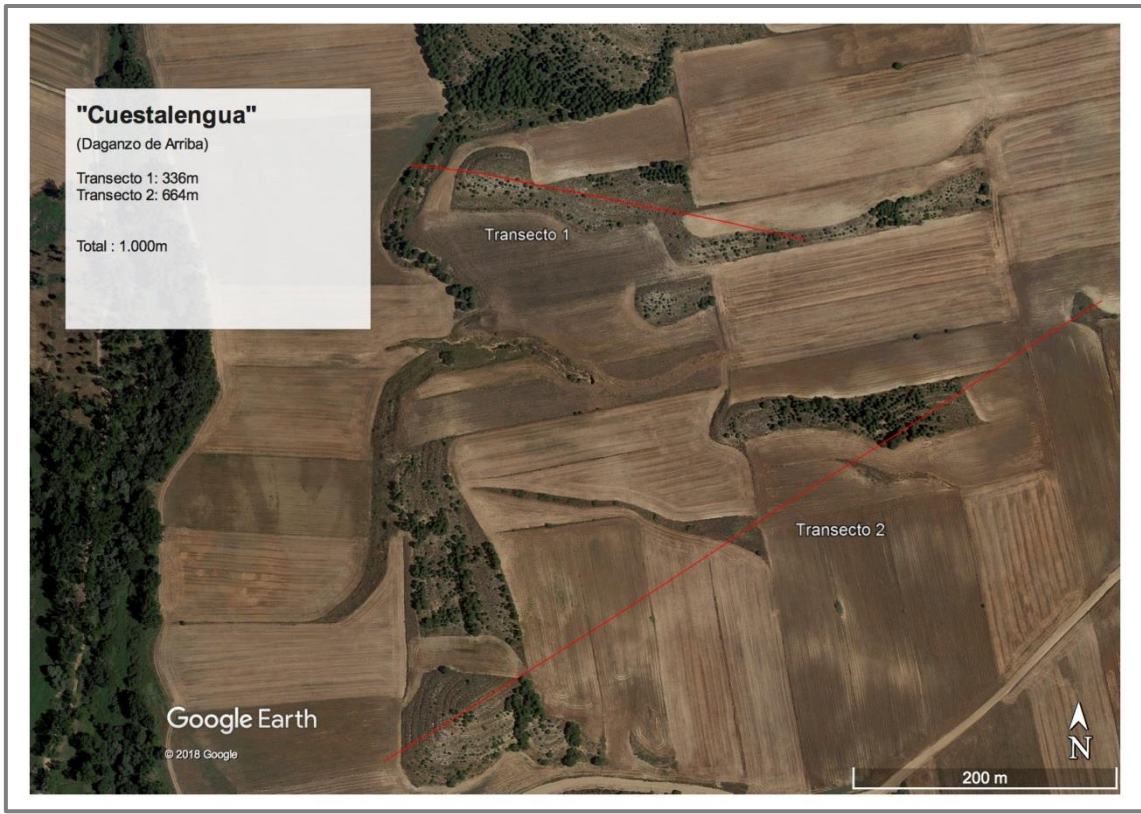 "Cuestalengua"
(Daganzo de Arriba)
Transecto 1: 336m
Transecto 2: 664m
Total : 1.000m
Transecto 1
Transecto 2
Google Earth
© 2018 Google
N
200 m